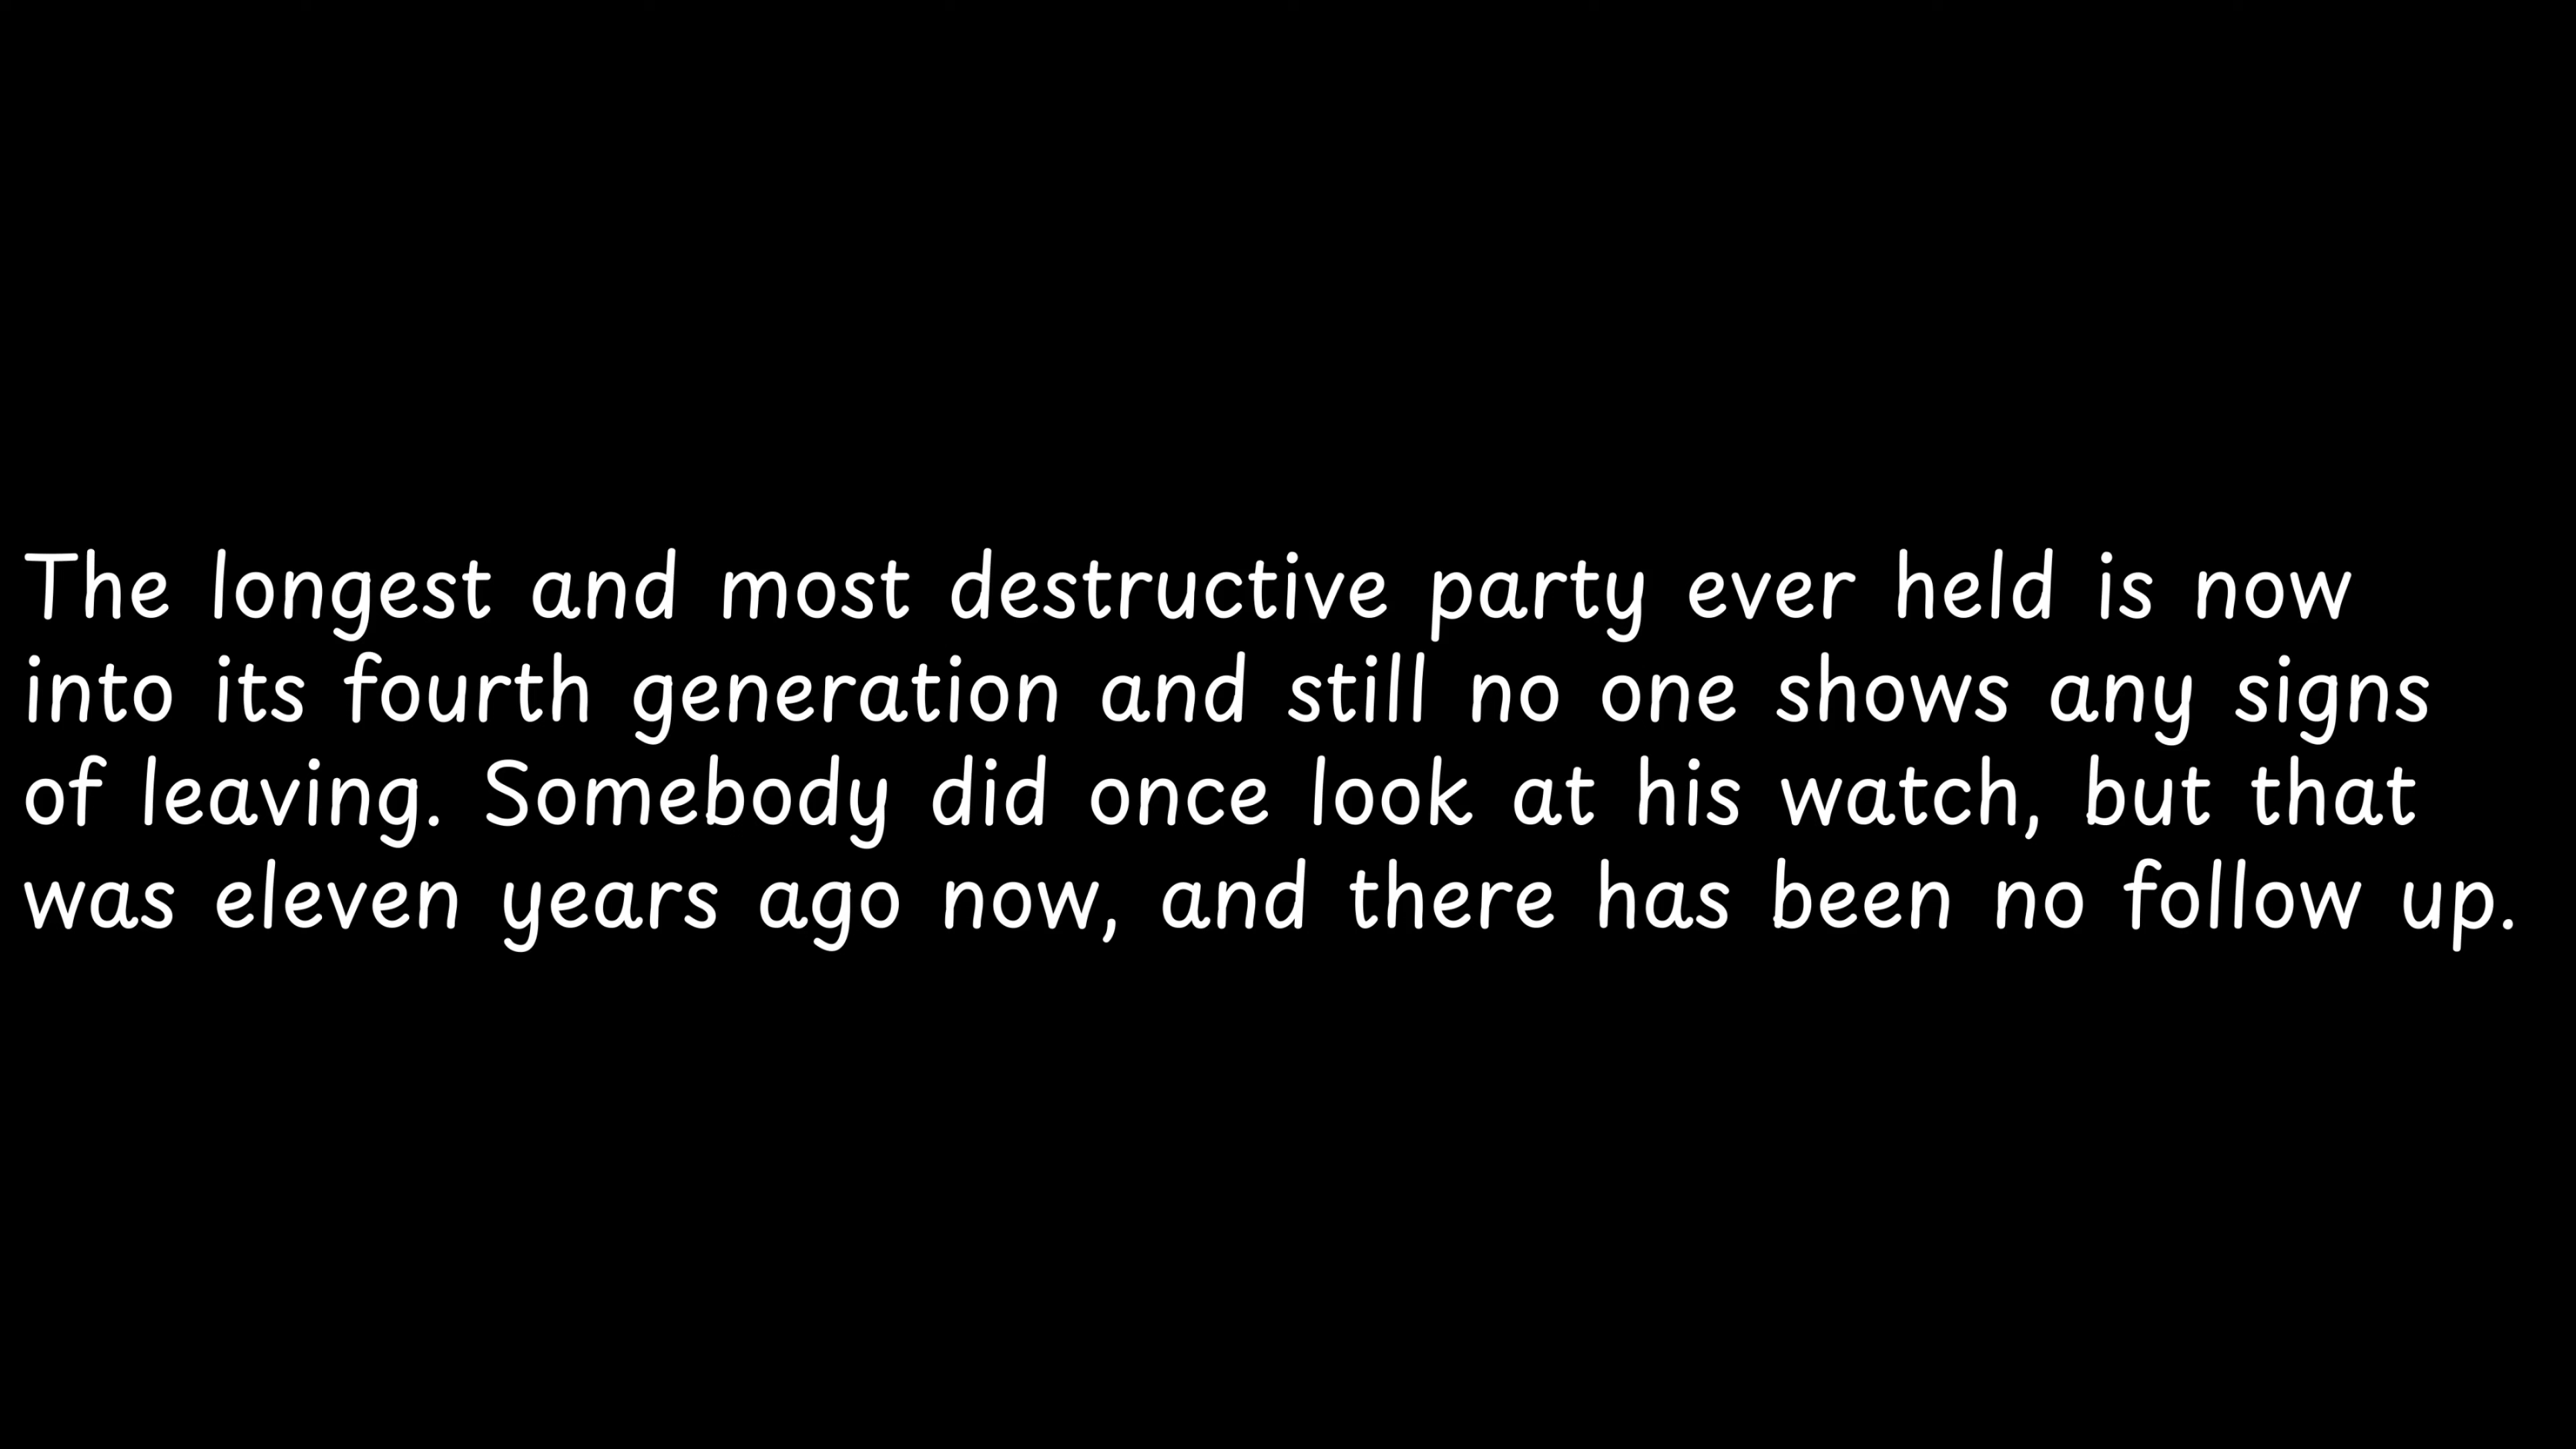 The longest and most destructive party ever held is now
into its fourth generation and still no one shows any signs
of leaving. Somebody did once look at his watch, but that
was eleven years ago now, and there has been no follow up.